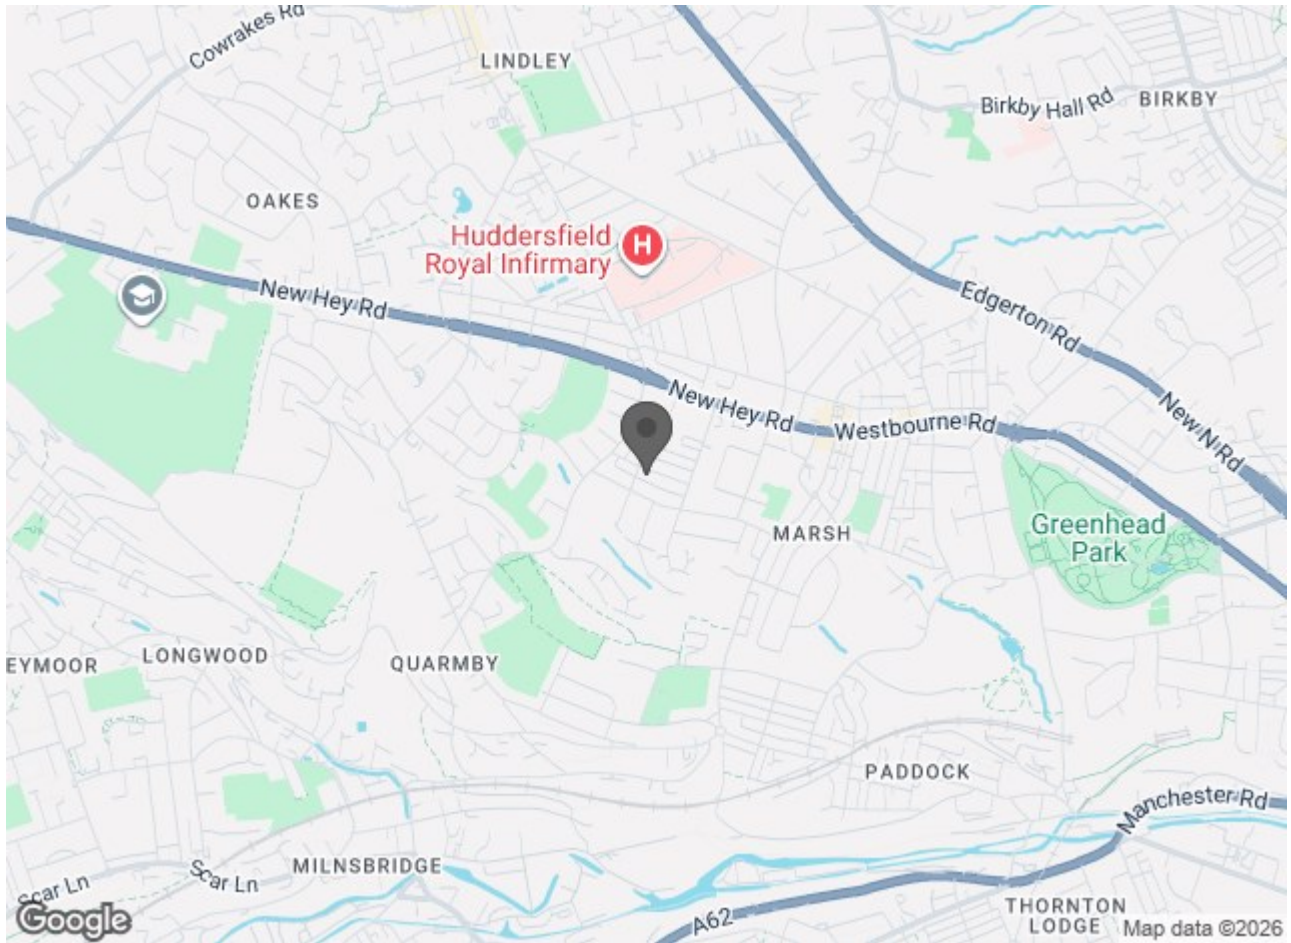 Cowrakes Rd
LINDLEY
Birkby Hall Rd
BIRKBY
OAKES
Huddersfield
Royal Infirmary
H
New Hey Rd
Edgerton Rd
New Hey Rd
Westbourne Rd
New N Rd
MARSH
Greenhead
Park
EYMOOR
LONGWOOD
QUARMBY
PADDOCK
Manchester Rd
MILNSBRIDGE
Scar Ln
Scar Ln
A62
THORNTON
LODGE
Google
Map data ©2026